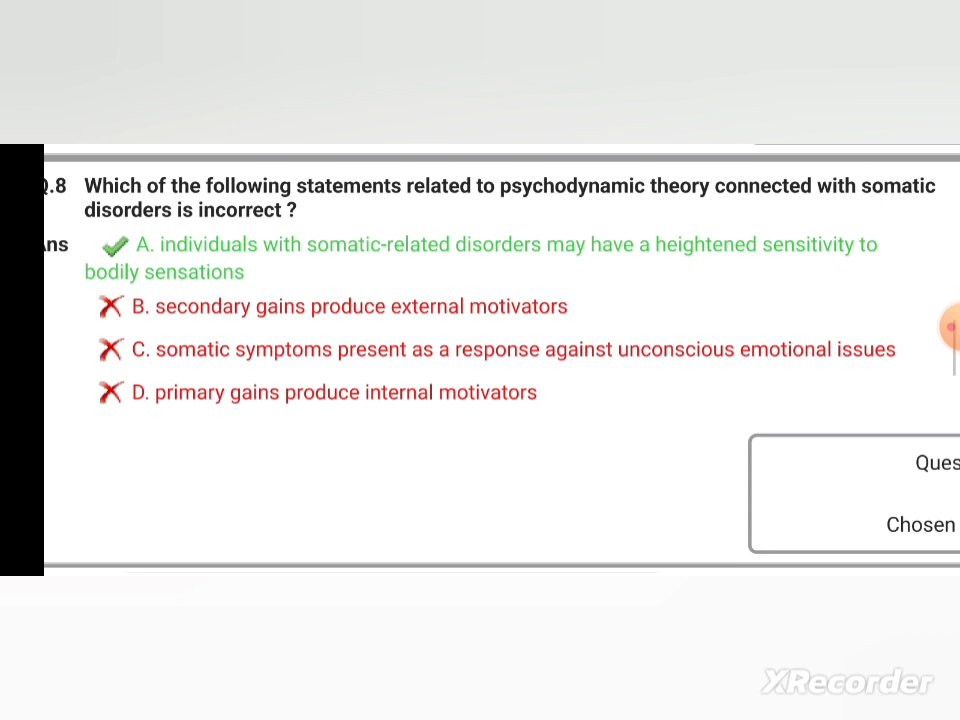 .8 Which of the following statements related to psychodynamic theory connected with somatic
disorders is incorrect ?
ns A. individuals with somatic-related disorders may have a heightened sensitivity to
bodily sensations
B. secondary gains produce external motivators
C. somatic symptoms present as a response against unconscious emotional issues
D. primary gains produce internal motivators
Ques
Chosen
XRecorder